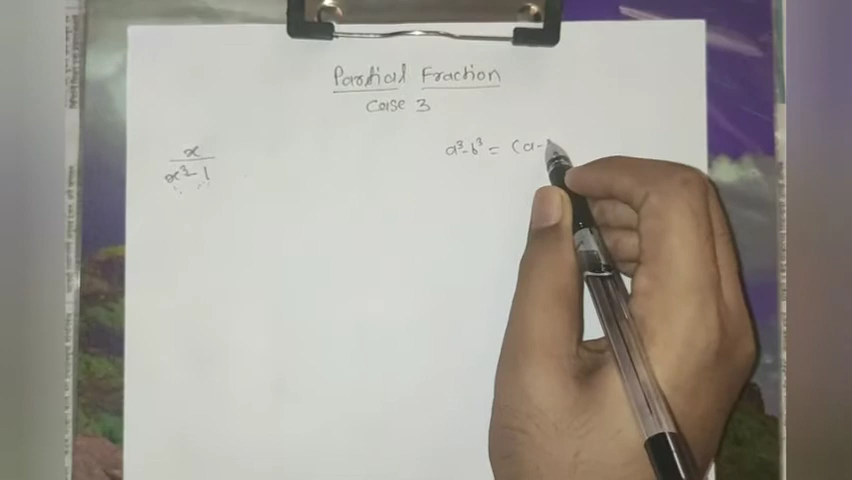 Partial Fraction
Case 3
x
x³-1
a³-b³ = (a-